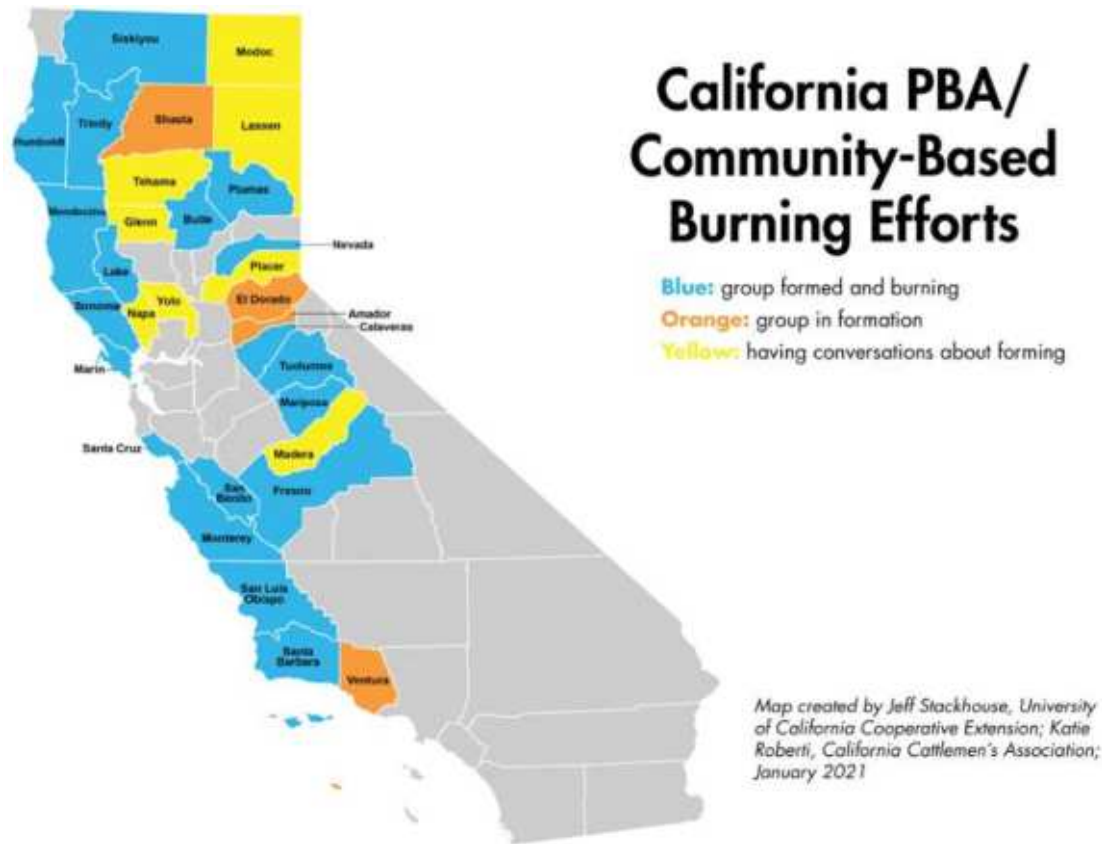 California PBA/
Community-Based
Burning Efforts
Blue: group formed and burning
Orange: group in formation
Yellow: having conversations about forming
Siskiyou
Modoc
Shasta
Trinity
Humboldt
Lassen
Tehama
Plumas
Mendocino
Glenn
Butte
Nevada
Lake
Placer
El Dorado
Sonoma
Yolo
Napa
Amador
Calaveras
Marin
Tuolumne
Mariposa
Santa Cruz
Madera
San
Benito
Fresno
Monterey
San Luis
Obispo
Santa
Barbara
Ventura
Map created by Jeff Stackhouse, University
of California Cooperative Extension; Katie
Roberti, California Cattlemen's Association;
January 2021